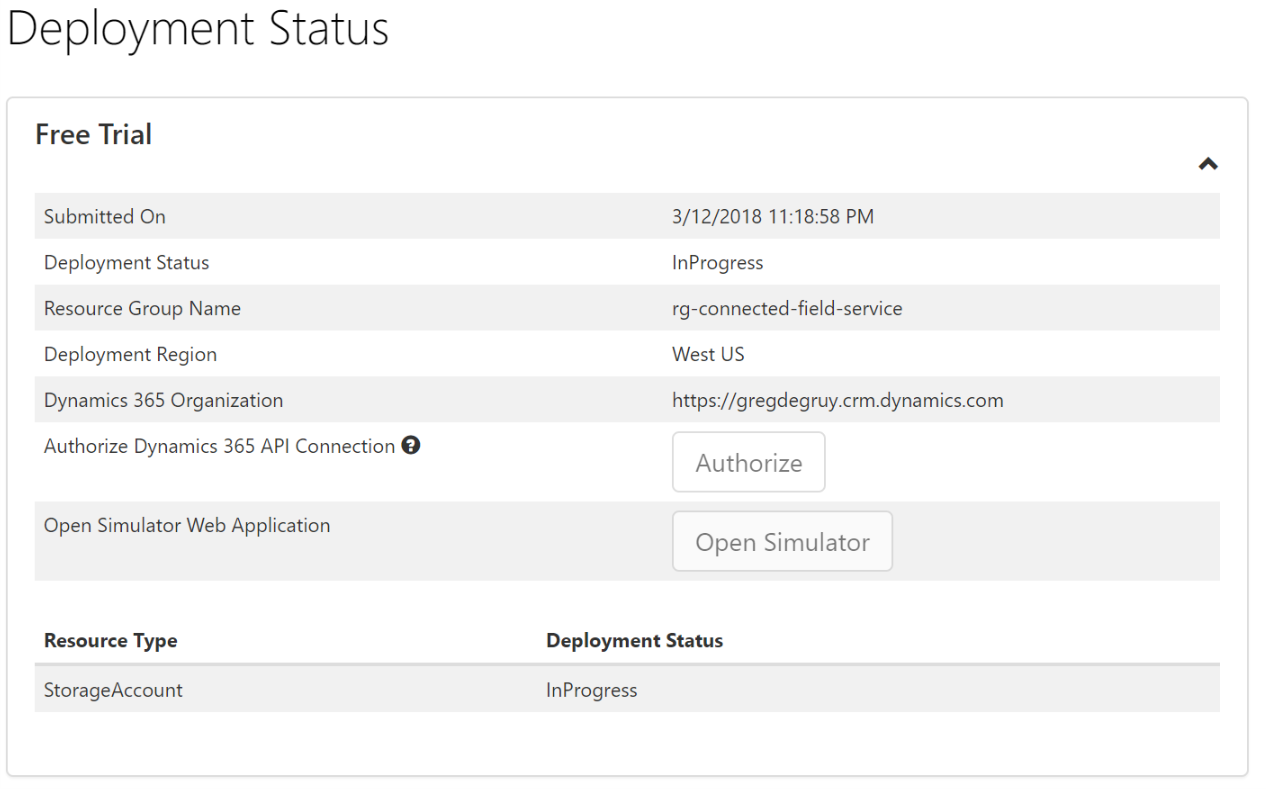 Deployment Status
Free Trial
Submitted On 3/12/2018 11:18:58 PM
Deployment Status InProgress
Resource Group Name rg-connected-field-service
Deployment Region West US
Dynamics 365 Organization https://gregdegruy.crm.dynamics.com
Authorize Dynamics 365 API Connection ? Authorize
Open Simulator Web Application Open Simulator
Resource Type Deployment Status
StorageAccount InProgress